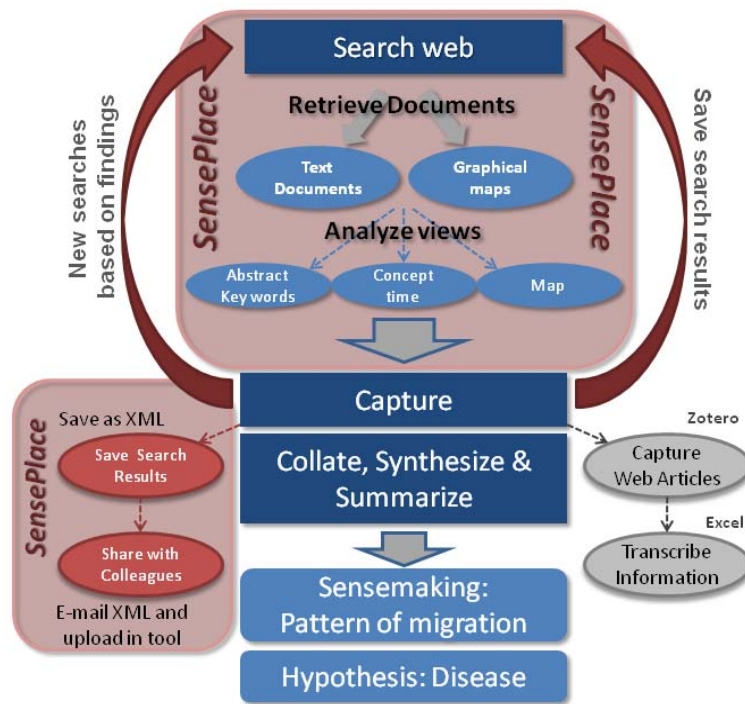 Search web
SensePlace
SensePlace
Retrieve Documents
Text
Documents
Graphical
maps
Analyze views
Abstract
Key words
Concept
time
Map
New searches
based on findings
Save search
results
Capture
Collate, Synthesize &
Summarize
SensePlace
Save as XML
Save Search
Results
Share with
Colleagues
E-mail XML and
upload in tool
Zotero
Capture
Web Articles
Excel
Transcribe
Information
Sensemaking:
Pattern of migration
Hypothesis: Disease